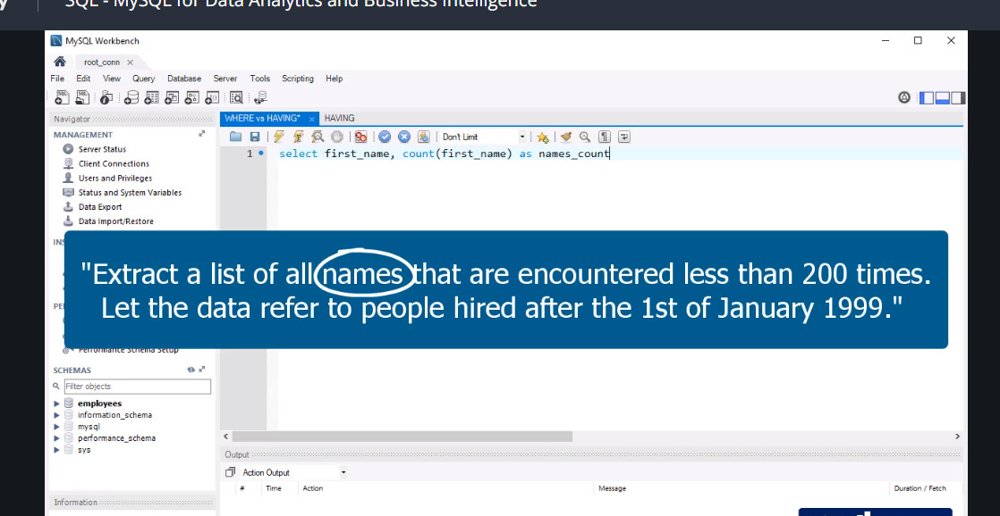 SQL - MySQL for Data Analytics and Business Intelligence
MySQL Workbench
root_conn
File Edit View Query Database Server Tools Scripting Help
Navigator
WHERE vs HAVING* HAVING
MANAGEMENT
Don't Limit
Server Status
1 select first_name, count(first_name) as names_count
Client Connections
Users and Privileges
Status and System Variables
Data Export
Data Import/Restore
"Extract a list of all names that are encountered less than 200 times.
Let the data refer to people hired after the 1st of January 1999."
Performance Schema Setup
SCHEMAS
Filter objects
employees
information_schema
mysql
performance_schema
sys
Output
Action Output
# Time Action Message Duration / Fetch
Information